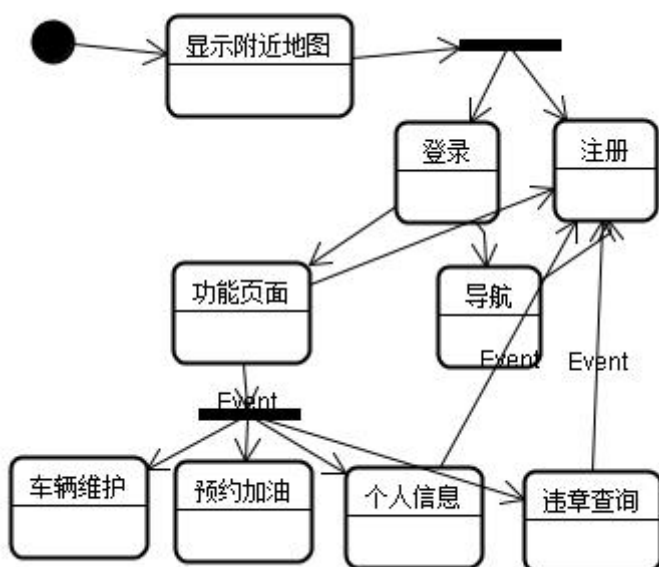 显示附近地图
登录
注册
功能页面
导航
Event
Event
Event
车辆维护
预约加油
个人信息
违章查询